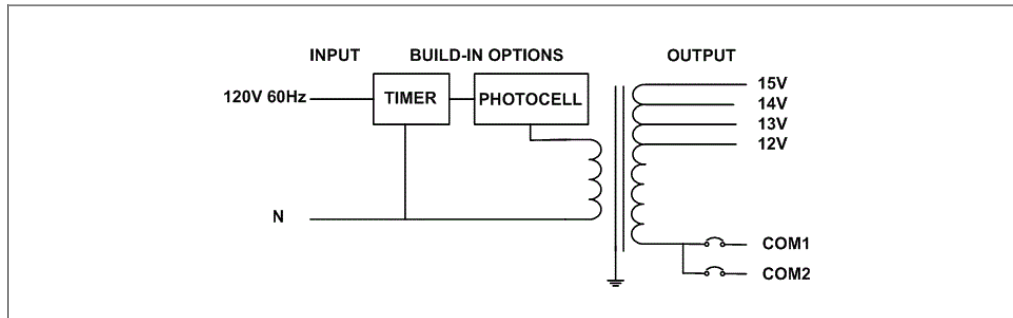 INPUT BUILD-IN OPTIONS OUTPUT
120V 60Hz TIMER PHOTOCELL 15V
14V
13V
12V
N
COM1
COM2